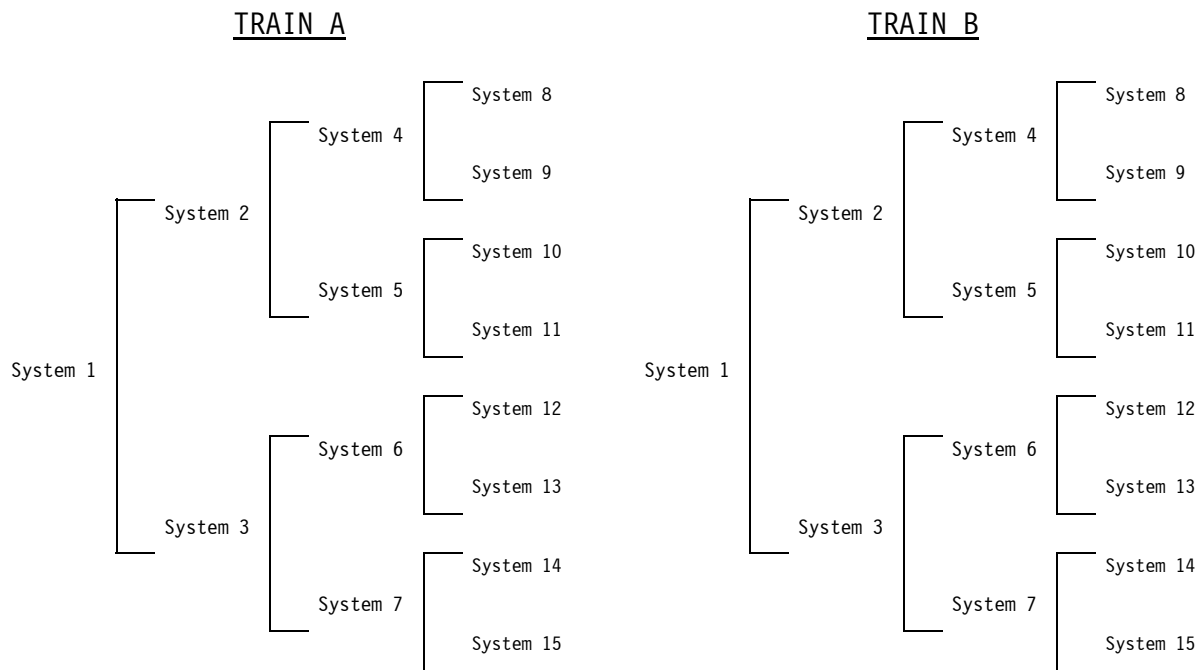 TRAIN A
System 1
System 2
System 3
System 4
System 5
System 6
System 7
System 8
System 9
System 10
System 11
System 12
System 13
System 14
System 15
TRAIN B
System 1
System 2
System 3
System 4
System 5
System 6
System 7
System 8
System 9
System 10
System 11
System 12
System 13
System 14
System 15